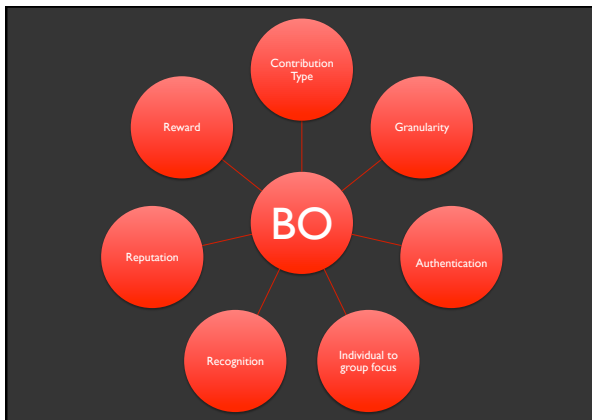 Contribution
Type
Reward
Granularity
BO
Reputation
Authentication
Recognition
Individual to
group focus